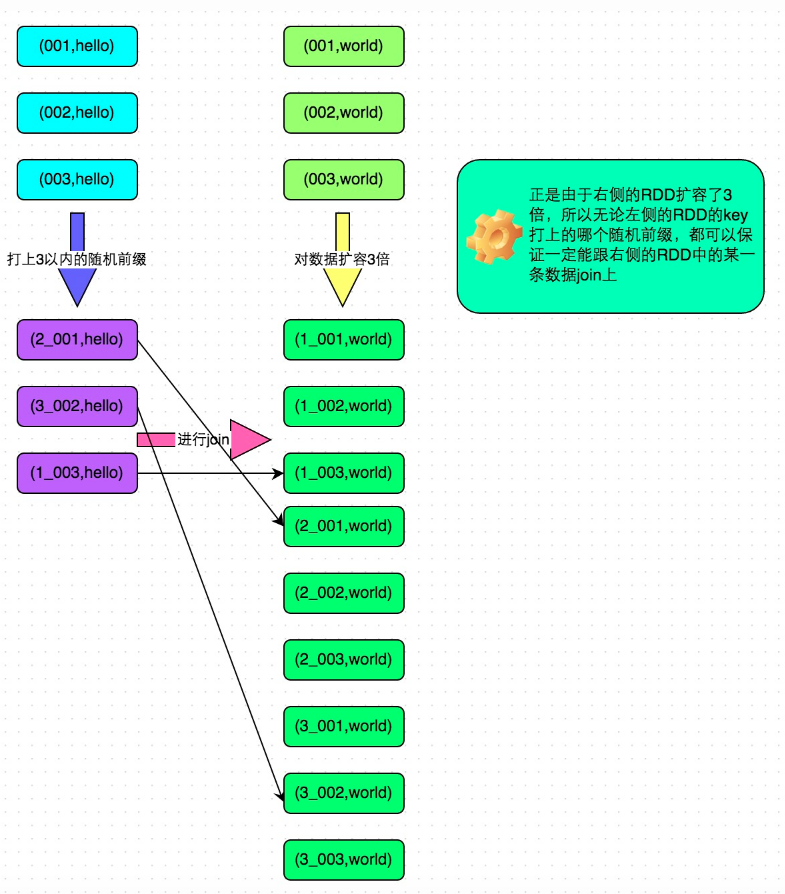 (001,hello)
(001,world)
(002,hello)
(002,world)
(003,hello)
(003,world)
正是由于右侧的RDD扩容了3
倍，所以无论左侧的RDD的key
打上的哪个随机前缀，都可以保
证一定能跟右侧的RDD中的某一
条数据join上
打上3以内的随机前缀
对数据扩容3倍
(2_001,hello)
(1_001,world)
(3_002,hello)
(1_002,world)
进行join
(1_003,hello)
(1_003,world)
(2_001,world)
(2_002,world)
(2_003,world)
(3_001,world)
(3_002,world)
(3_003,world)